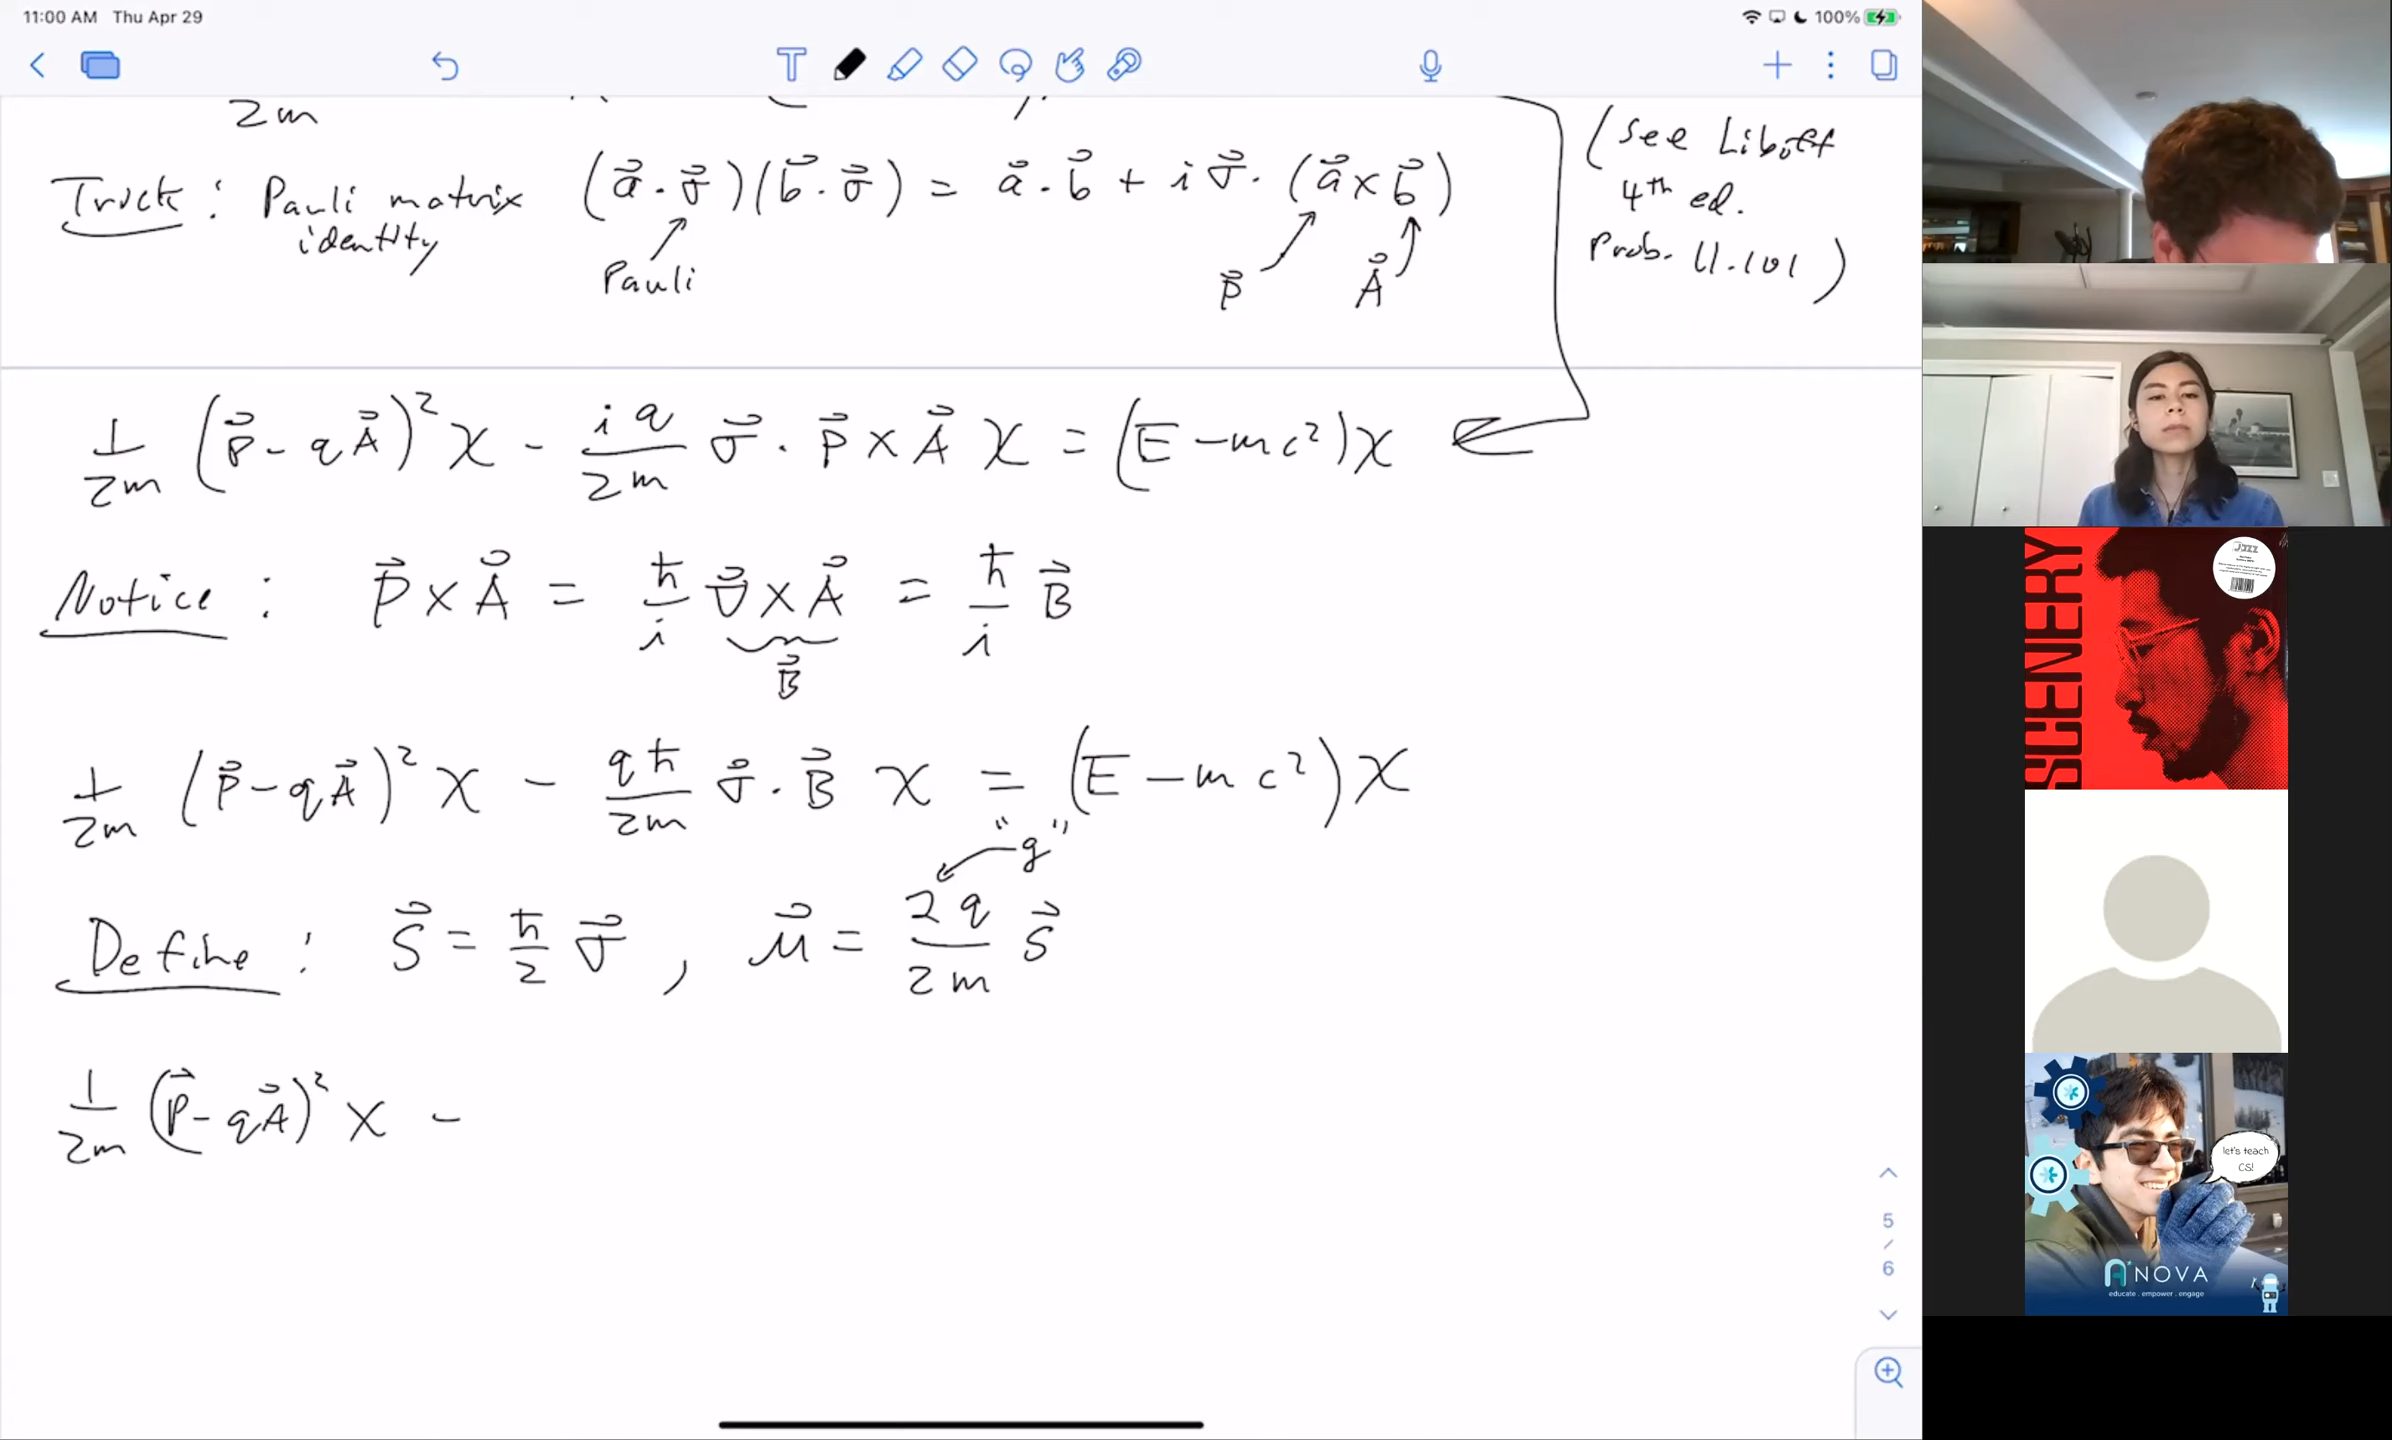 11:00 AM Thu Apr 29
100%
2m
Trick : Pauli matrix identity (a⃗ · σ⃗)(b⃗ · σ⃗) = a⃗ · b⃗ + i σ⃗ · (a⃗ × b⃗)
Pauli
P⃗ A⃗
(see Liboff
4th ed.
Prob. 11.101)
1/2m (P⃗ - qA⃗)² χ - iq/2m σ⃗ · P⃗ × A⃗ χ = (E - mc²) χ
Notice : P⃗ × A⃗ = ħ/i ∇⃗ × A⃗ = ħ/i B⃗
B⃗
1/2m (P⃗ - qA⃗)² χ - qħ/2m σ⃗ · B⃗ χ = (E - mc²) χ
"g"
Define : S⃗ = ħ/2 σ⃗ , μ⃗ = 2q/2m S⃗
1/2m (P⃗ - qA⃗)² χ -
5
/
6
SCENERY
JAZZ
let's teach
CS!
NOVA
educate . empower . engage